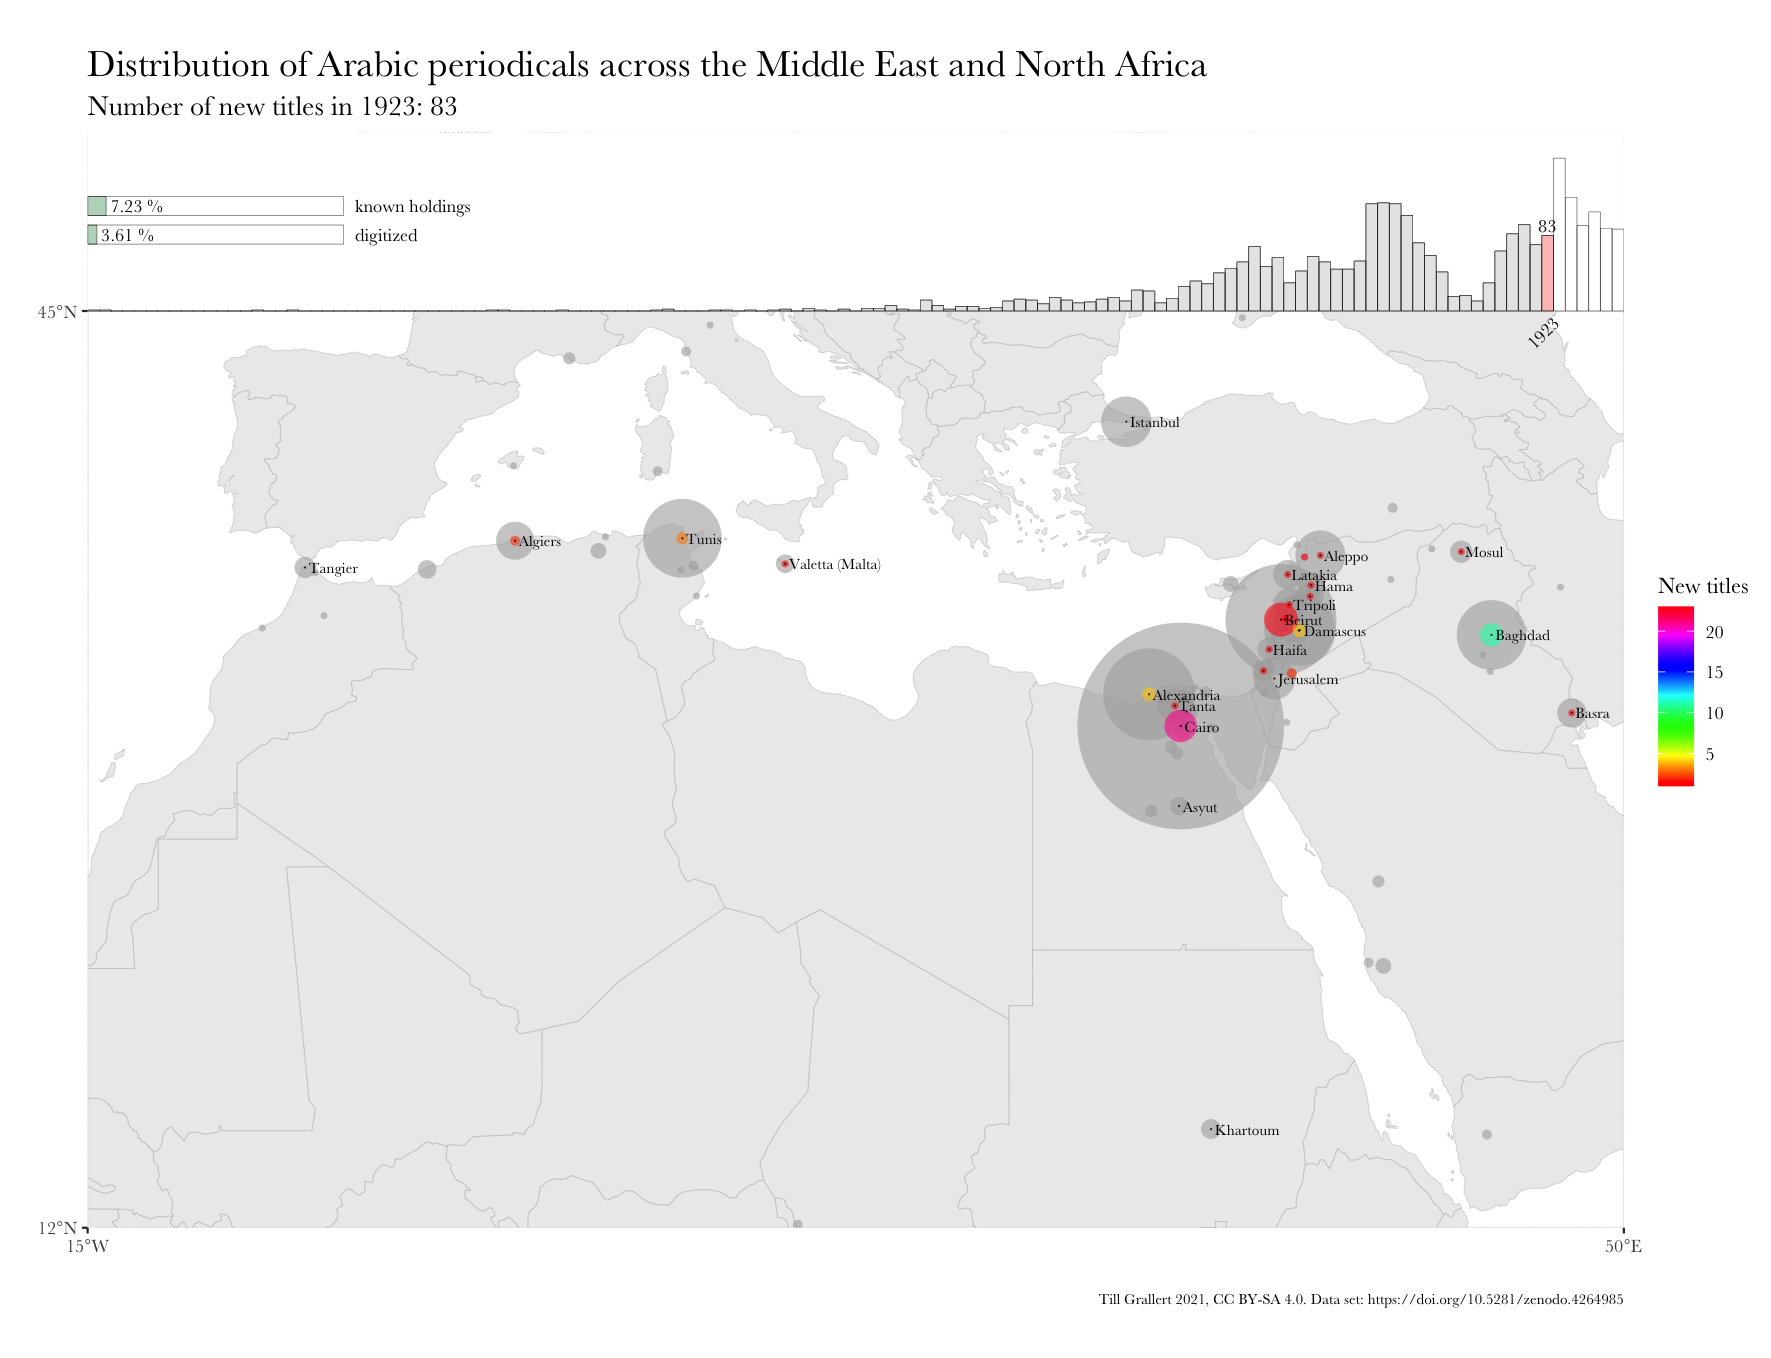 Distribution of Arabic periodicals across the Middle East and North Africa
Number of new titles in 1923: 83
7.23 % known holdings
3.61 % digitized
83
1923
45°N
Istanbul
Algiers
Tunis
Tangier
Valetta (Malta)
Mosul
Aleppo
Latakia
Hama
Tripoli
Beirut
Damascus
Baghdad
Haifa
Jerusalem
Alexandria
Tanta
Cairo
Basra
Asyut
Khartoum
New titles
20
15
10
5
12°N
15°W
50°E
Till Grallert 2021, CC BY-SA 4.0. Data set: https://doi.org/10.5281/zenodo.4264985